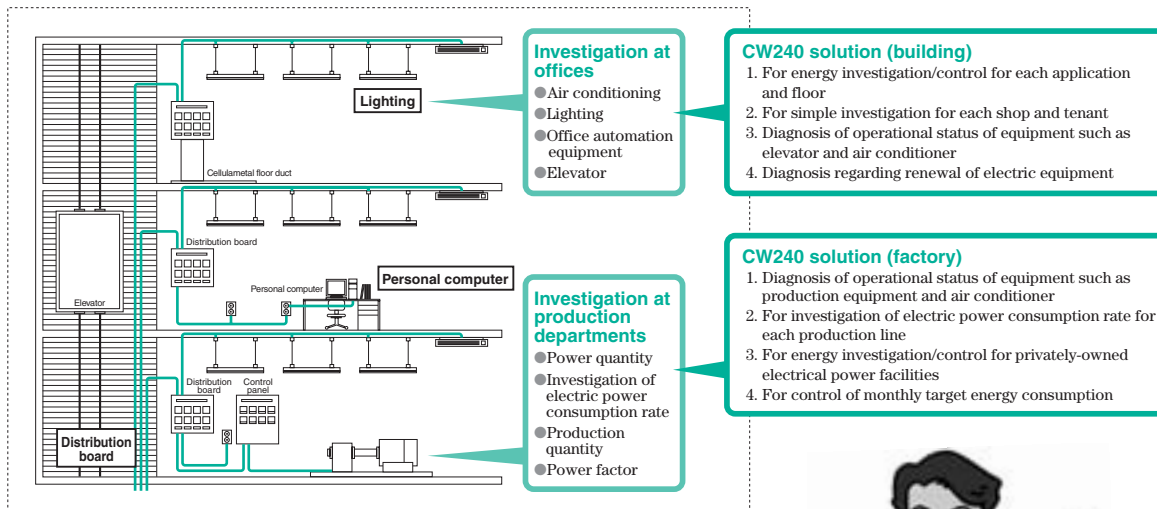 Lighting
Cellulametal floor duct
Distribution board
Personal computer
Personal computer
Elevator
Distribution
board
Control
panel
Distribution
board
Investigation at
offices
●Air conditioning
●Lighting
●Office automation
equipment
●Elevator
Investigation at
production
departments
●Power quantity
●Investigation of
electric power
consumption rate
●Production
quantity
●Power factor
CW240 solution (building)
1. For energy investigation/control for each application
and floor
2. For simple investigation for each shop and tenant
3. Diagnosis of operational status of equipment such as
elevator and air conditioner
4. Diagnosis regarding renewal of electric equipment
CW240 solution (factory)
1. Diagnosis of operational status of equipment such as
production equipment and air conditioner
2. For investigation of electric power consumption rate for
each production line
3. For energy investigation/control for privately-owned
electrical power facilities
4. For control of monthly target energy consumption